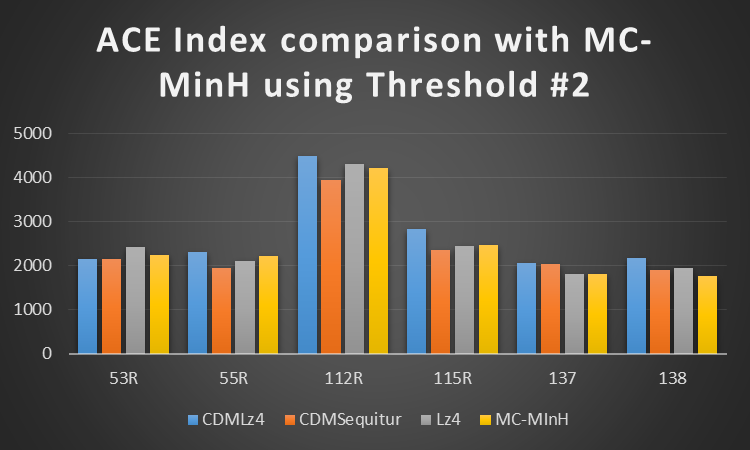 ACE Index comparison with MC-
MinH using Threshold #2
5000
4000
3000
2000
1000
0
53R 55R 112R 115R 137 138
CDMLz4 CDMSequitur Lz4 MC-MInH